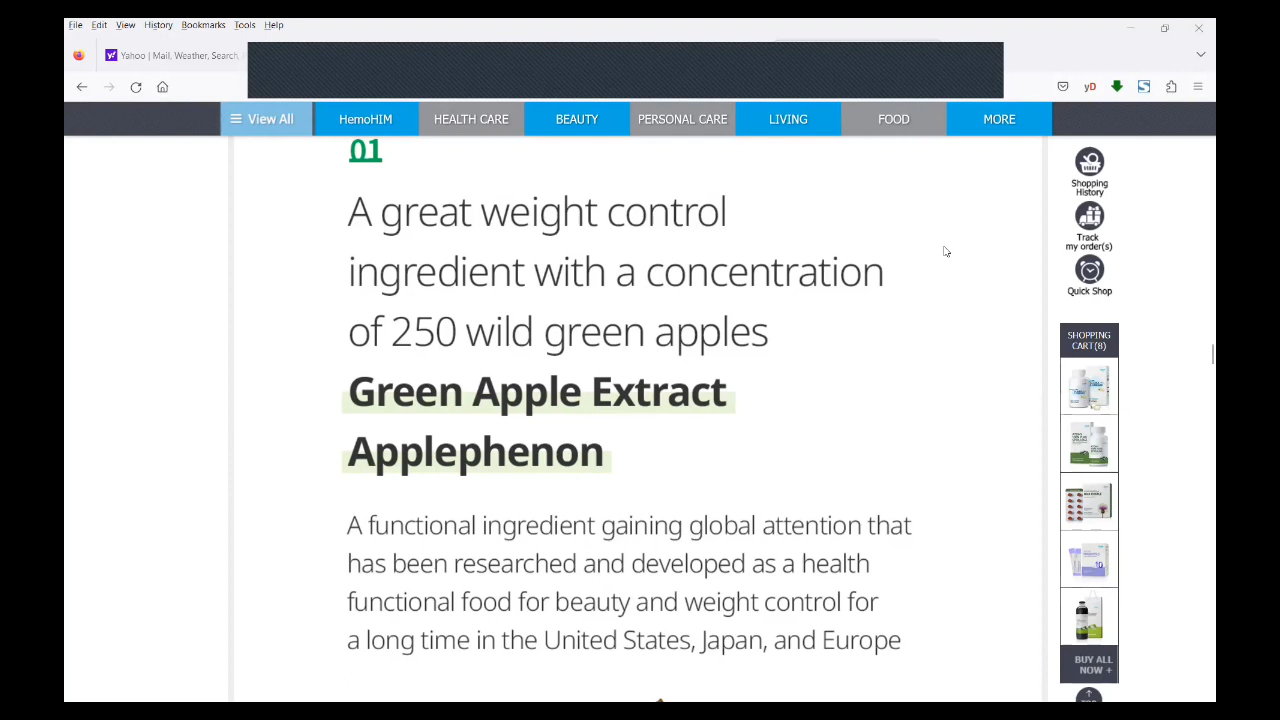 File Edit View History Bookmarks Tools Help
Yahoo | Mail, Weather, Search,
yD
View All HemoHIM HEALTH CARE BEAUTY PERSONAL CARE LIVING FOOD MORE
01
A great weight control
ingredient with a concentration
of 250 wild green apples
Green Apple Extract
Applephenon
A functional ingredient gaining global attention that
has been researched and developed as a health
functional food for beauty and weight control for
a long time in the United States, Japan, and Europe
Shopping
History
Track
my order(s)
Quick Shop
SHOPPING
CART(8)
BUY ALL
NOW +